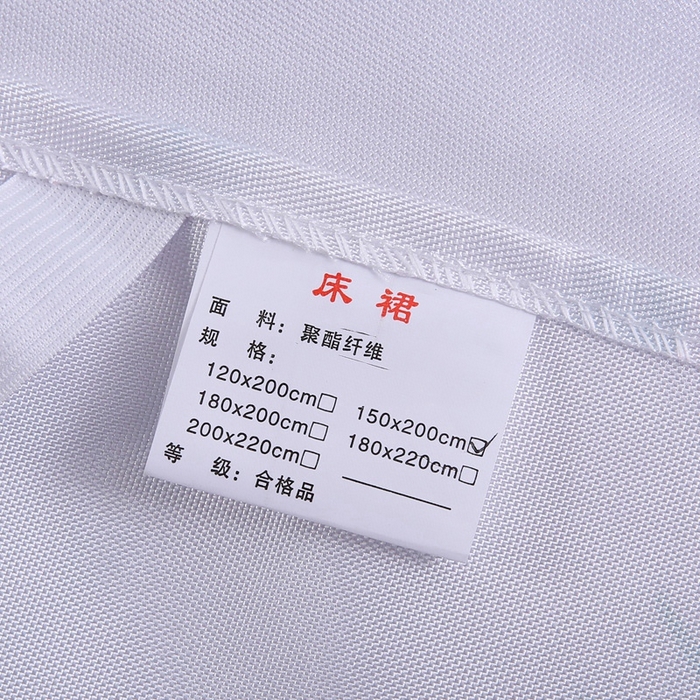 床 裙
面 料：聚酯纤维
规 格：
120x200cm□ 150x200cm☑
180x200cm□ 180x220cm□
200x220cm□
等 级：合格品